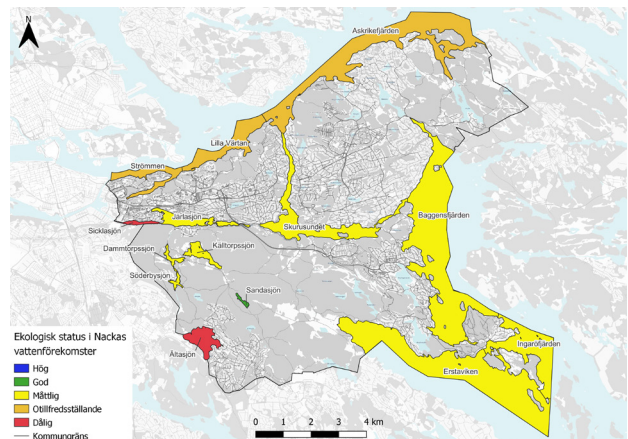 N
Askrikefjärden
Lilla Värtan
Strömmen
Järlasjön
Skurusundet
Baggensfjärden
Sicklasjön
Dammtorpssjön
Kalltorpssjön
Söderbysjön
Sandasjön
Ältasjön
Ingaröfjärden
Erstaviken
Ekologisk status i Nackas
vattenförekomster
Hög
God
Måttlig
Otillfredsställande
Dålig
Kommungräns
0 1 2 3 4 km